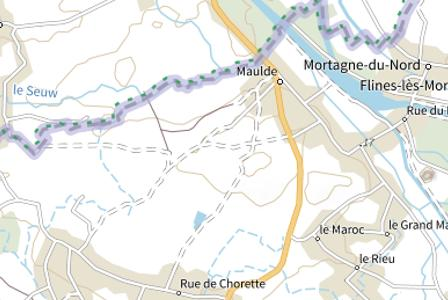 Maulde
Mortagne-du-Nord
Flines-lès-Mor
le Seuw
Rue du
17
le Maroc
le Grand Ma
le Rieu
Rue de Chorette